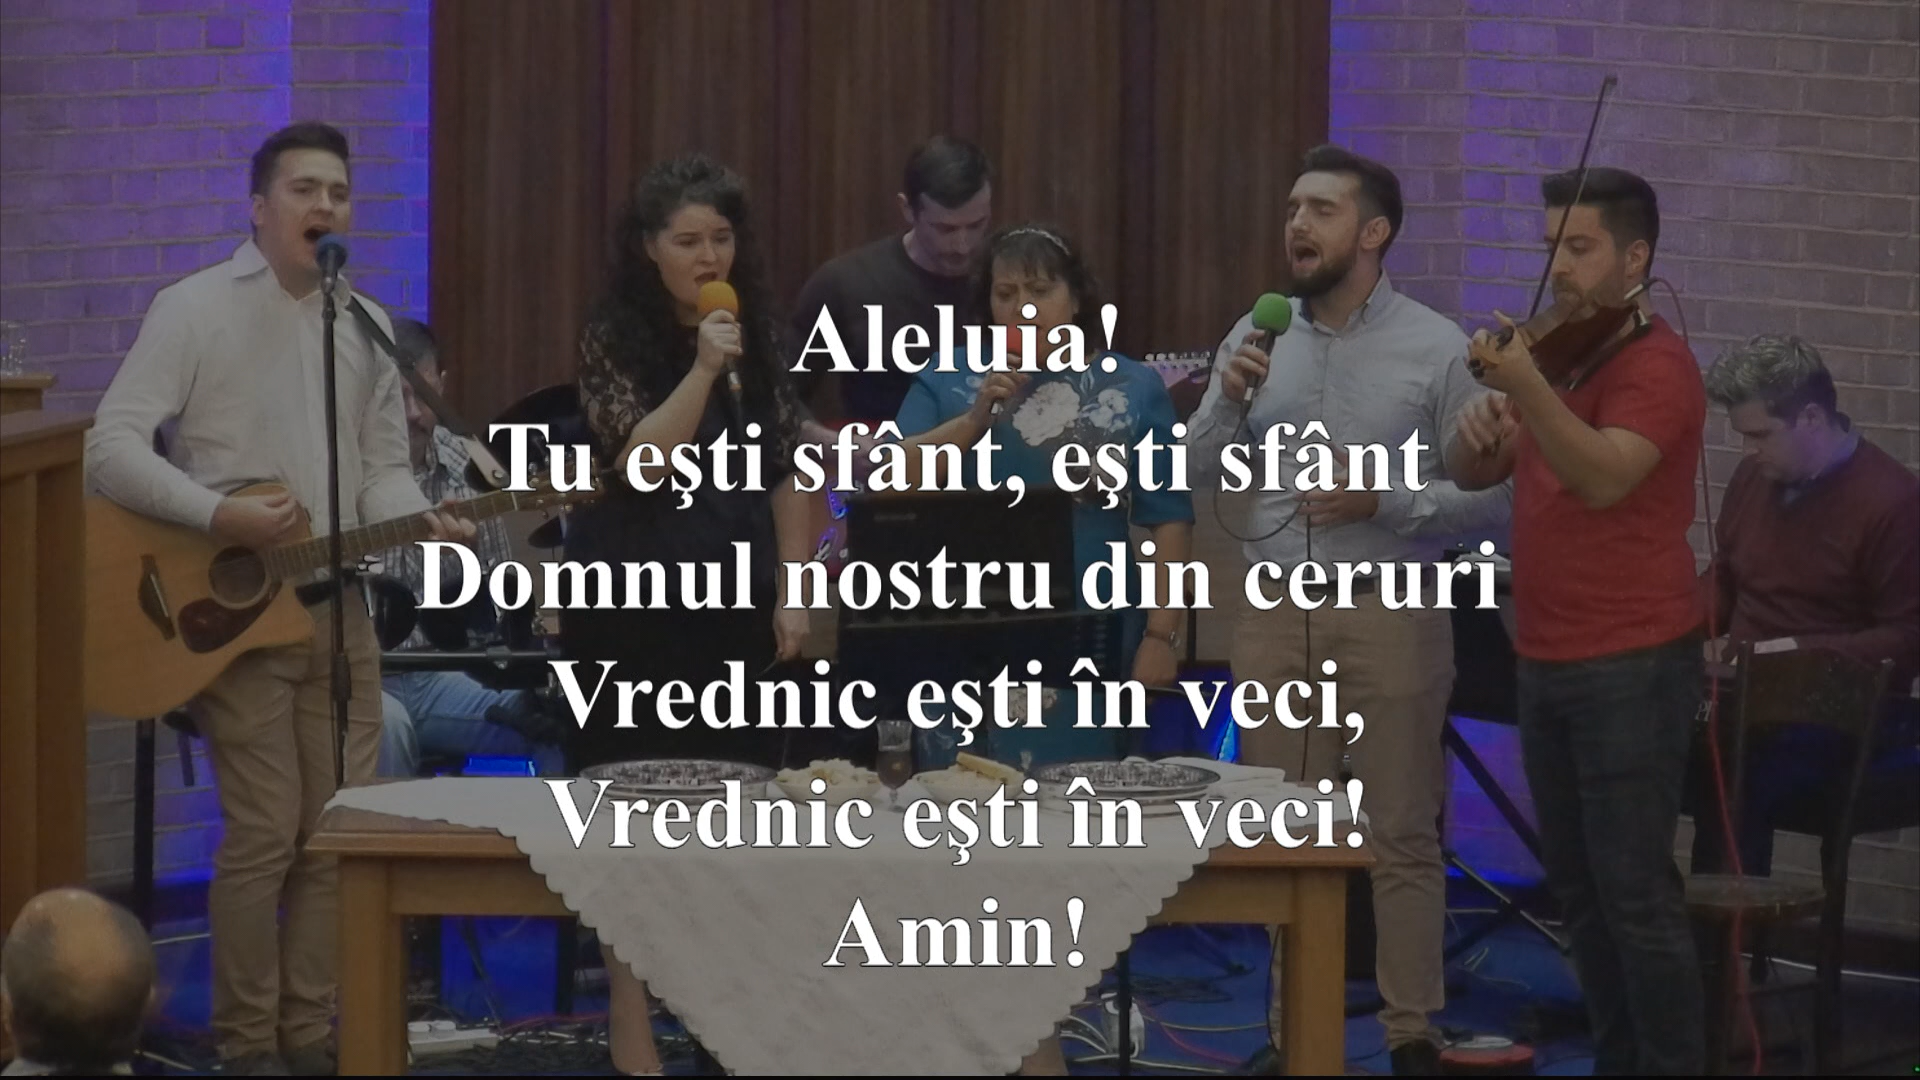 Aleluia!
Tu eşti sfânt, eşti sfânt
Domnul nostru din ceruri
Vrednic eşti în veci,
Vrednic eşti în veci!
Amin!